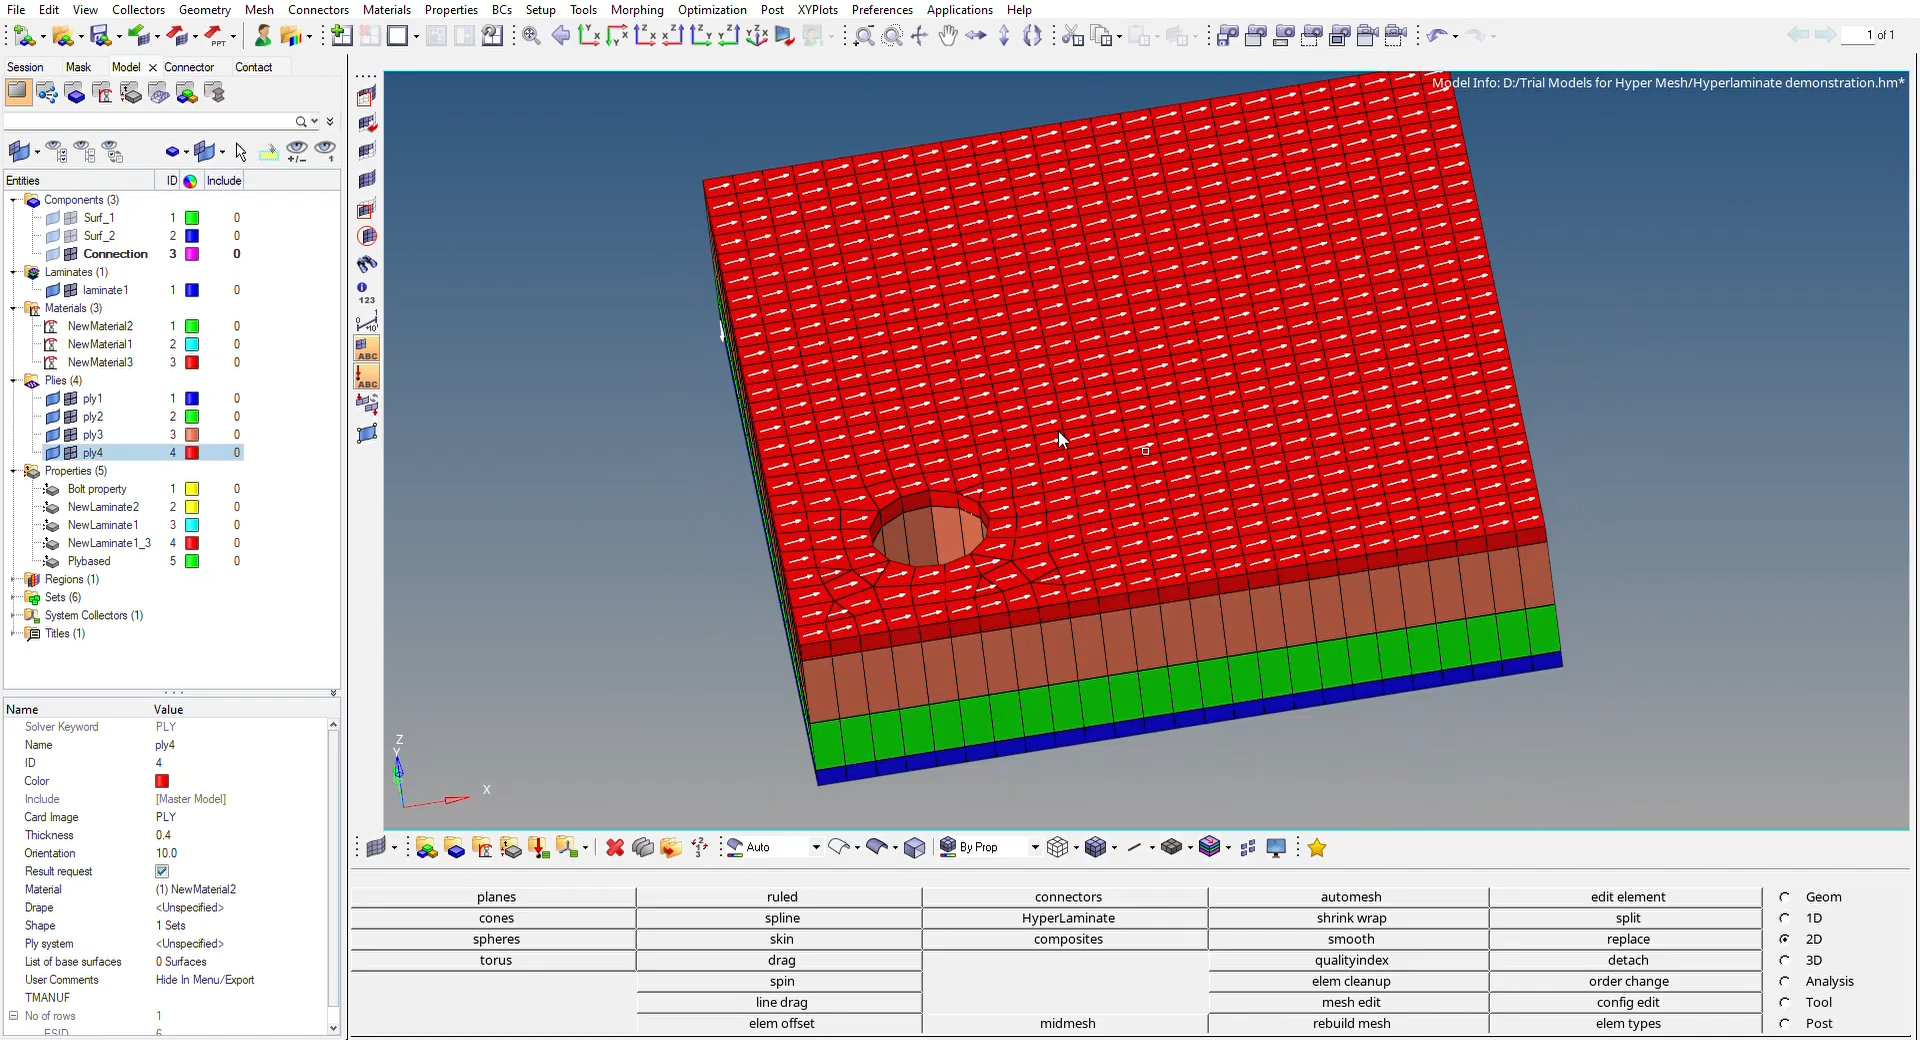 File Edit View Collectors Geometry Mesh Connectors Materials Properties BCs Setup Tools Morphing Optimization Post XYPlots Preferences Applications Help
PPT
1 of 1
Session Mask Model Connector Contact
Model Info: D:/Trial Models for Hyper Mesh/Hyperlaminate demonstration.hm*
Entities ID Include
Components (3)
Surf_1 1 0
Surf_2 2 0
Connection 3 0
Laminates (1)
laminate1 1 0
Materials (3)
NewMaterial2 1 0
NewMaterial1 2 0
NewMaterial3 3 0
Plies (4)
ply1 1 0
ply2 2 0
ply3 3 0
ply4 4 0
Properties (5)
Bolt property 1 0
NewLaminate2 2 0
NewLaminate1 3 0
NewLaminate1_3 4 0
Plybased 5 0
Regions (1)
Sets (6)
System Collectors (1)
Titles (1)
123
ABC
ABC
Name Value
Solver Keyword PLY
Name ply4
ID 4
Color
Include [Master Model]
Card Image PLY
Thickness 0.4
Orientation 10.0
Result request
Material (1) NewMaterial2
Drape <Unspecified>
Shape 1 Sets
Ply system <Unspecified>
List of base surfaces 0 Surfaces
User Comments Hide In Menu/Export
TMANUF
No of rows 1
ESID 6
Z
Y
X
Auto By Prop
planes ruled connectors automesh edit element Geom
cones spline HyperLaminate shrink wrap split 1D
spheres skin composites smooth replace 2D
torus drag qualityindex detach 3D
spin elem cleanup order change Analysis
line drag mesh edit config edit Tool
elem offset midmesh rebuild mesh elem types Post